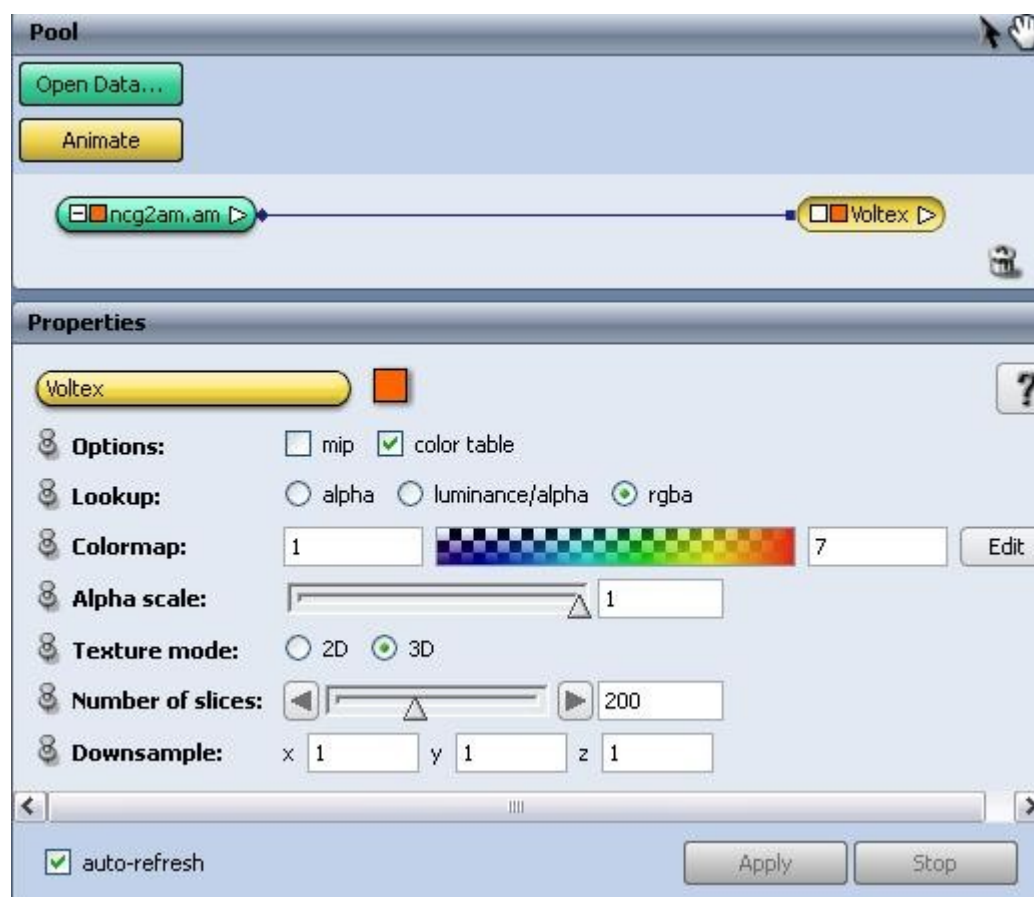 Pool
Open Data...
Animate
ncg2am.am Voltex
Properties
Voltex ?
Options: mip color table
Lookup: alpha luminance/alpha rgba
Colormap: 1 7 Edit
Alpha scale: 1
Texture mode: 2D 3D
Number of slices: 200
Downsample: x 1 y 1 z 1
auto-refresh Apply Stop